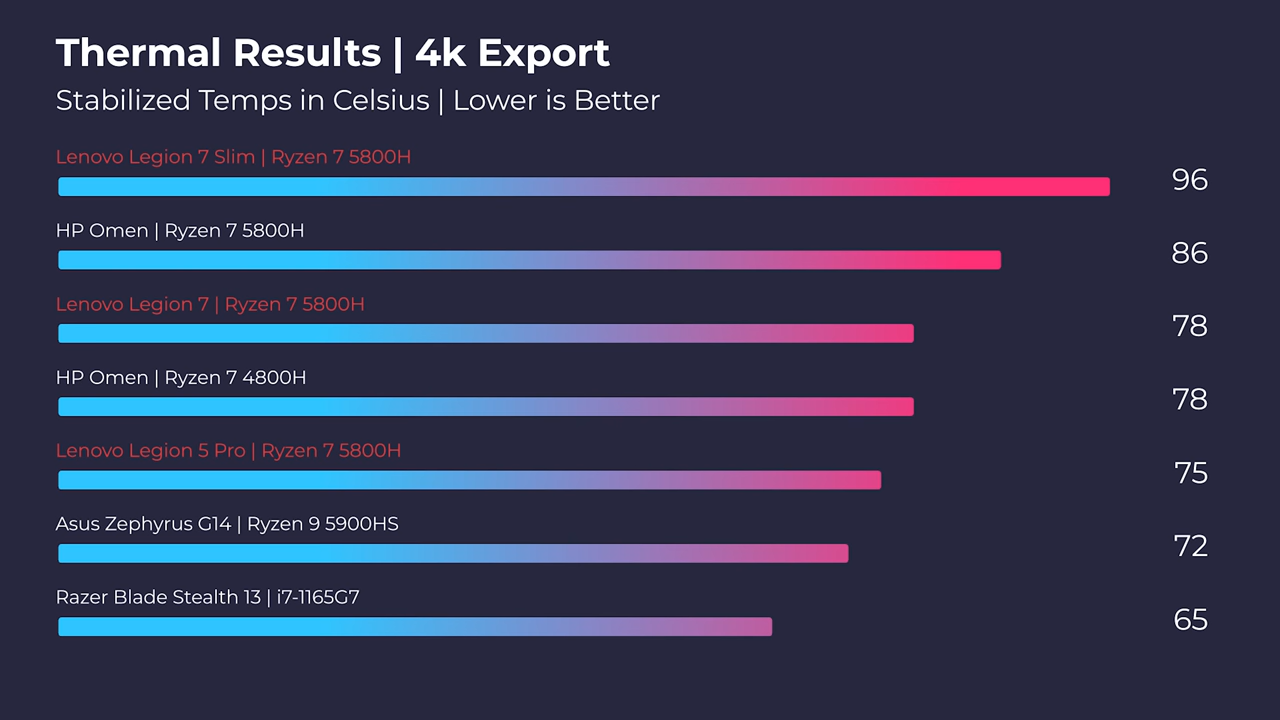 Thermal Results | 4k Export
Stabilized Temps in Celsius | Lower is Better
Lenovo Legion 7 Slim | Ryzen 7 5800H
96
HP Omen | Ryzen 7 5800H
86
Lenovo Legion 7 | Ryzen 7 5800H
78
HP Omen | Ryzen 7 4800H
78
Lenovo Legion 5 Pro | Ryzen 7 5800H
75
Asus Zephyrus G14 | Ryzen 9 5900HS
72
Razer Blade Stealth 13 | i7-1165G7
65